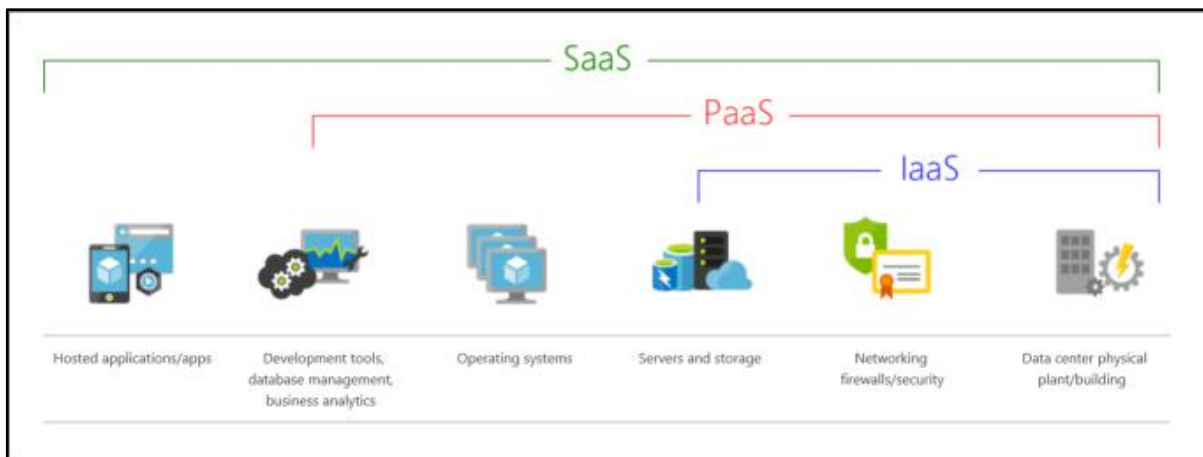 SaaS
PaaS
IaaS
Hosted applications/apps
Development tools,
database management,
business analytics
Operating systems
Servers and storage
Networking
firewalls/security
Data center physical
plant/building